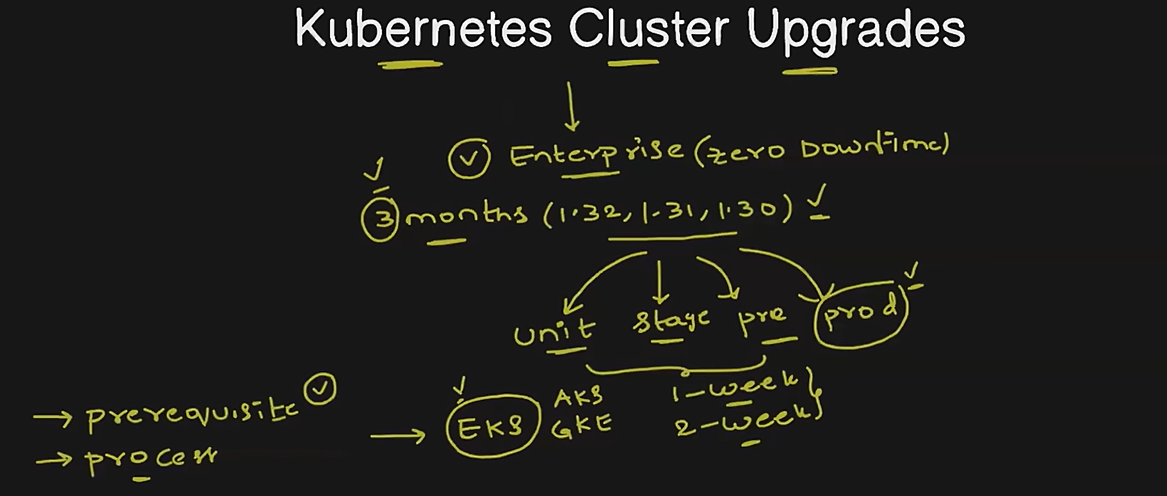 Kubernetes Cluster Upgrades
Enterprise (zero Downtime)
3 months (1.32, 1.31, 1.30)
unit stage pre prod
→ prerequisite
→ process
→ EKS
AKS
GKE
1-week
2-week